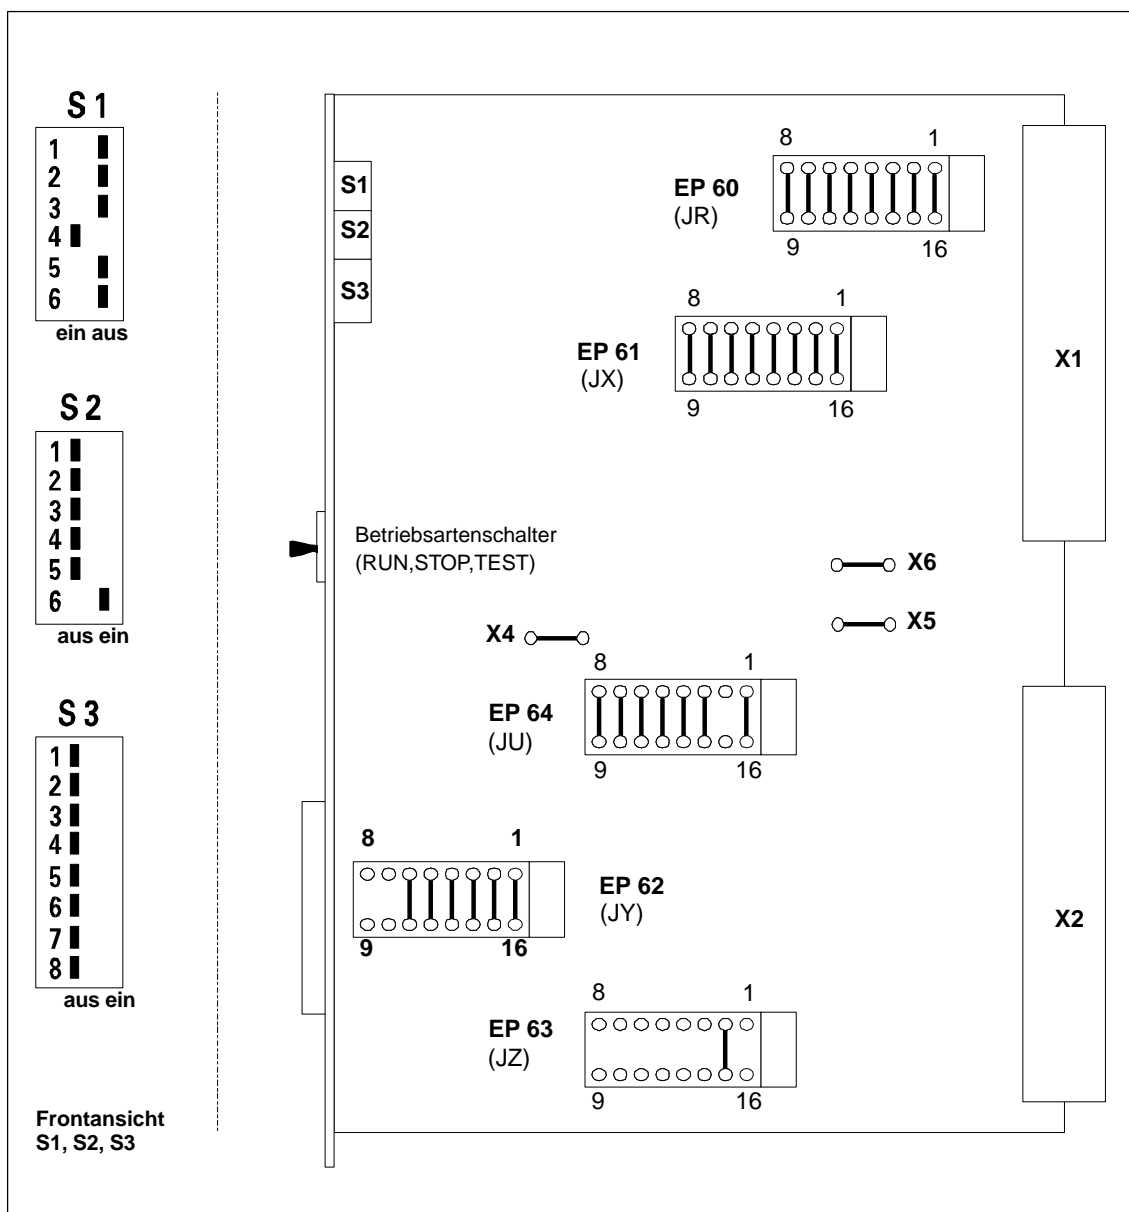 S 1
1
2
3
4
5
6
ein aus
S 2
1
2
3
4
5
6
aus ein
S 3
1
2
3
4
5
6
7
8
aus ein
Frontansicht
S1, S2, S3
S1
S2
S3
8 1
EP 60
(JR)
9 16
8 1
EP 61
(JX)
9 16
X1
Betriebsartenschalter
(RUN,STOP,TEST)
X6
X5
X4
8 1
EP 64
(JU)
9 16
8 1
EP 62
(JY)
9 16
X2
8 1
EP 63
(JZ)
9 16